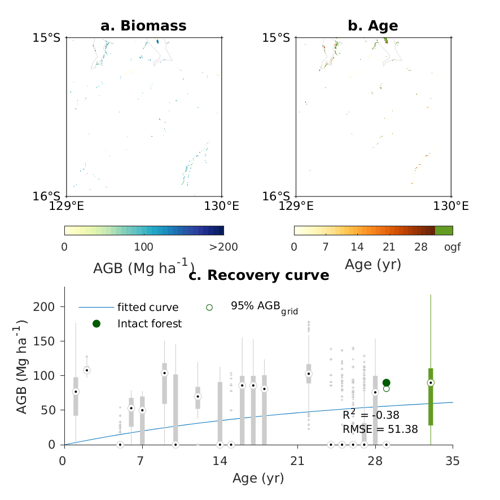 a. Biomass
b. Age
15°S
16°S
129°E
130°E
15°S
16°S
129°E
130°E
0
100
>200
AGB (Mg ha-1)
0
7
14
21
28
ogf
Age (yr)
c. Recovery curve
fitted curve
95% AGBgrid
Intact forest
200
150
100
50
0
AGB (Mg ha-1)
R2 = -0.38
RMSE = 51.38
0
7
14
21
28
35
Age (yr)